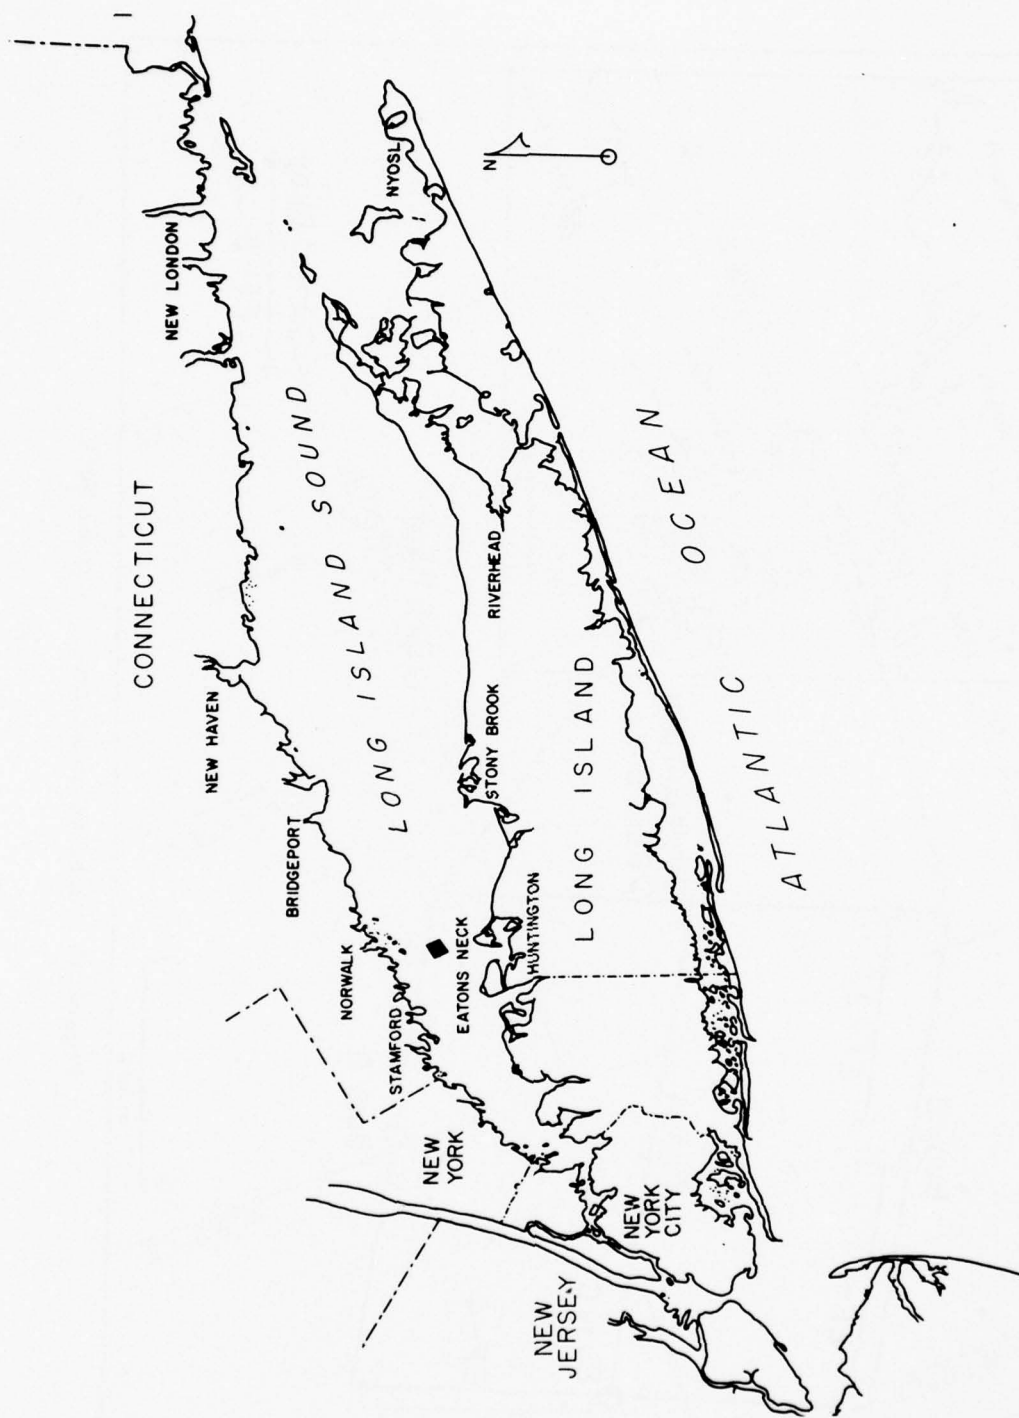 CONNECTICUT
NEW LONDON
NEW HAVEN
BRIDGEPORT
NORWALK
STAMFORD
LONG ISLAND SOUND
NYOSL
N
RIVERHEAD
STONY BROOK
EATONS NECK
HUNTINGTON
LONG ISLAND
ATLANTIC OCEAN
NEW
YORK
NEW
YORK
CITY
NEW
JERSEY